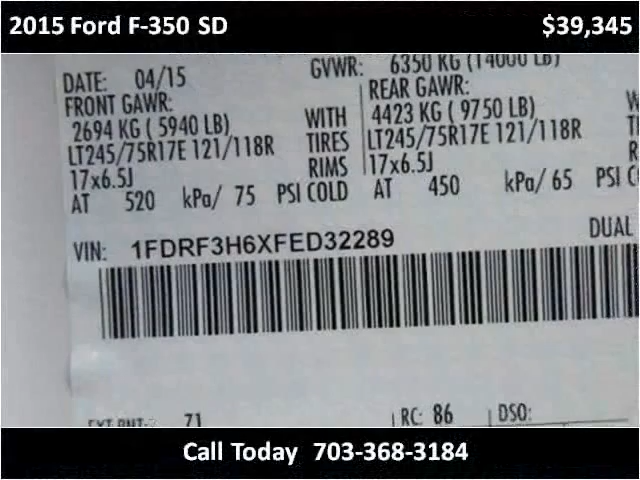 2015 Ford F-350 SD $39,345
DATE: 04/15 GVWR: 6350 KG (14000 LB)
FRONT GAWR: REAR GAWR:
2694 KG ( 5940 LB) WITH 4423 KG ( 9750 LB)
LT245/75R17E 121/118R TIRES LT245/75R17E 121/118R
17x6.5J RIMS 17x6.5J
AT 520 kPa/ 75 PSI COLD AT 450 kPa/ 65 PSI
VIN: 1FDRF3H6XFED32289 DUAL
71 RC: 86 DSO:
Call Today 703-368-3184